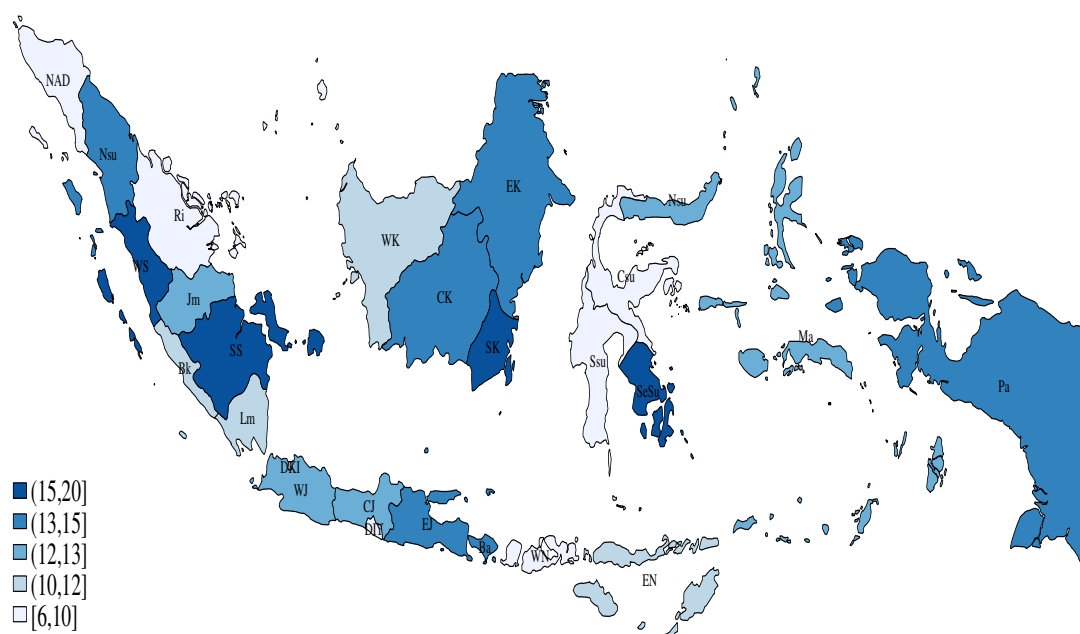 NAD
Nsu
Ri
WS
Jm
SS
Bk
Lm
WK
EK
CK
SK
Nsu
Csu
Ssu
SeSu
Ma
Pa
DKI
WJ
CJ
DIY
EJ
Ba
WN
EN
(15,20]
(13,15]
(12,13]
(10,12]
[6,10]